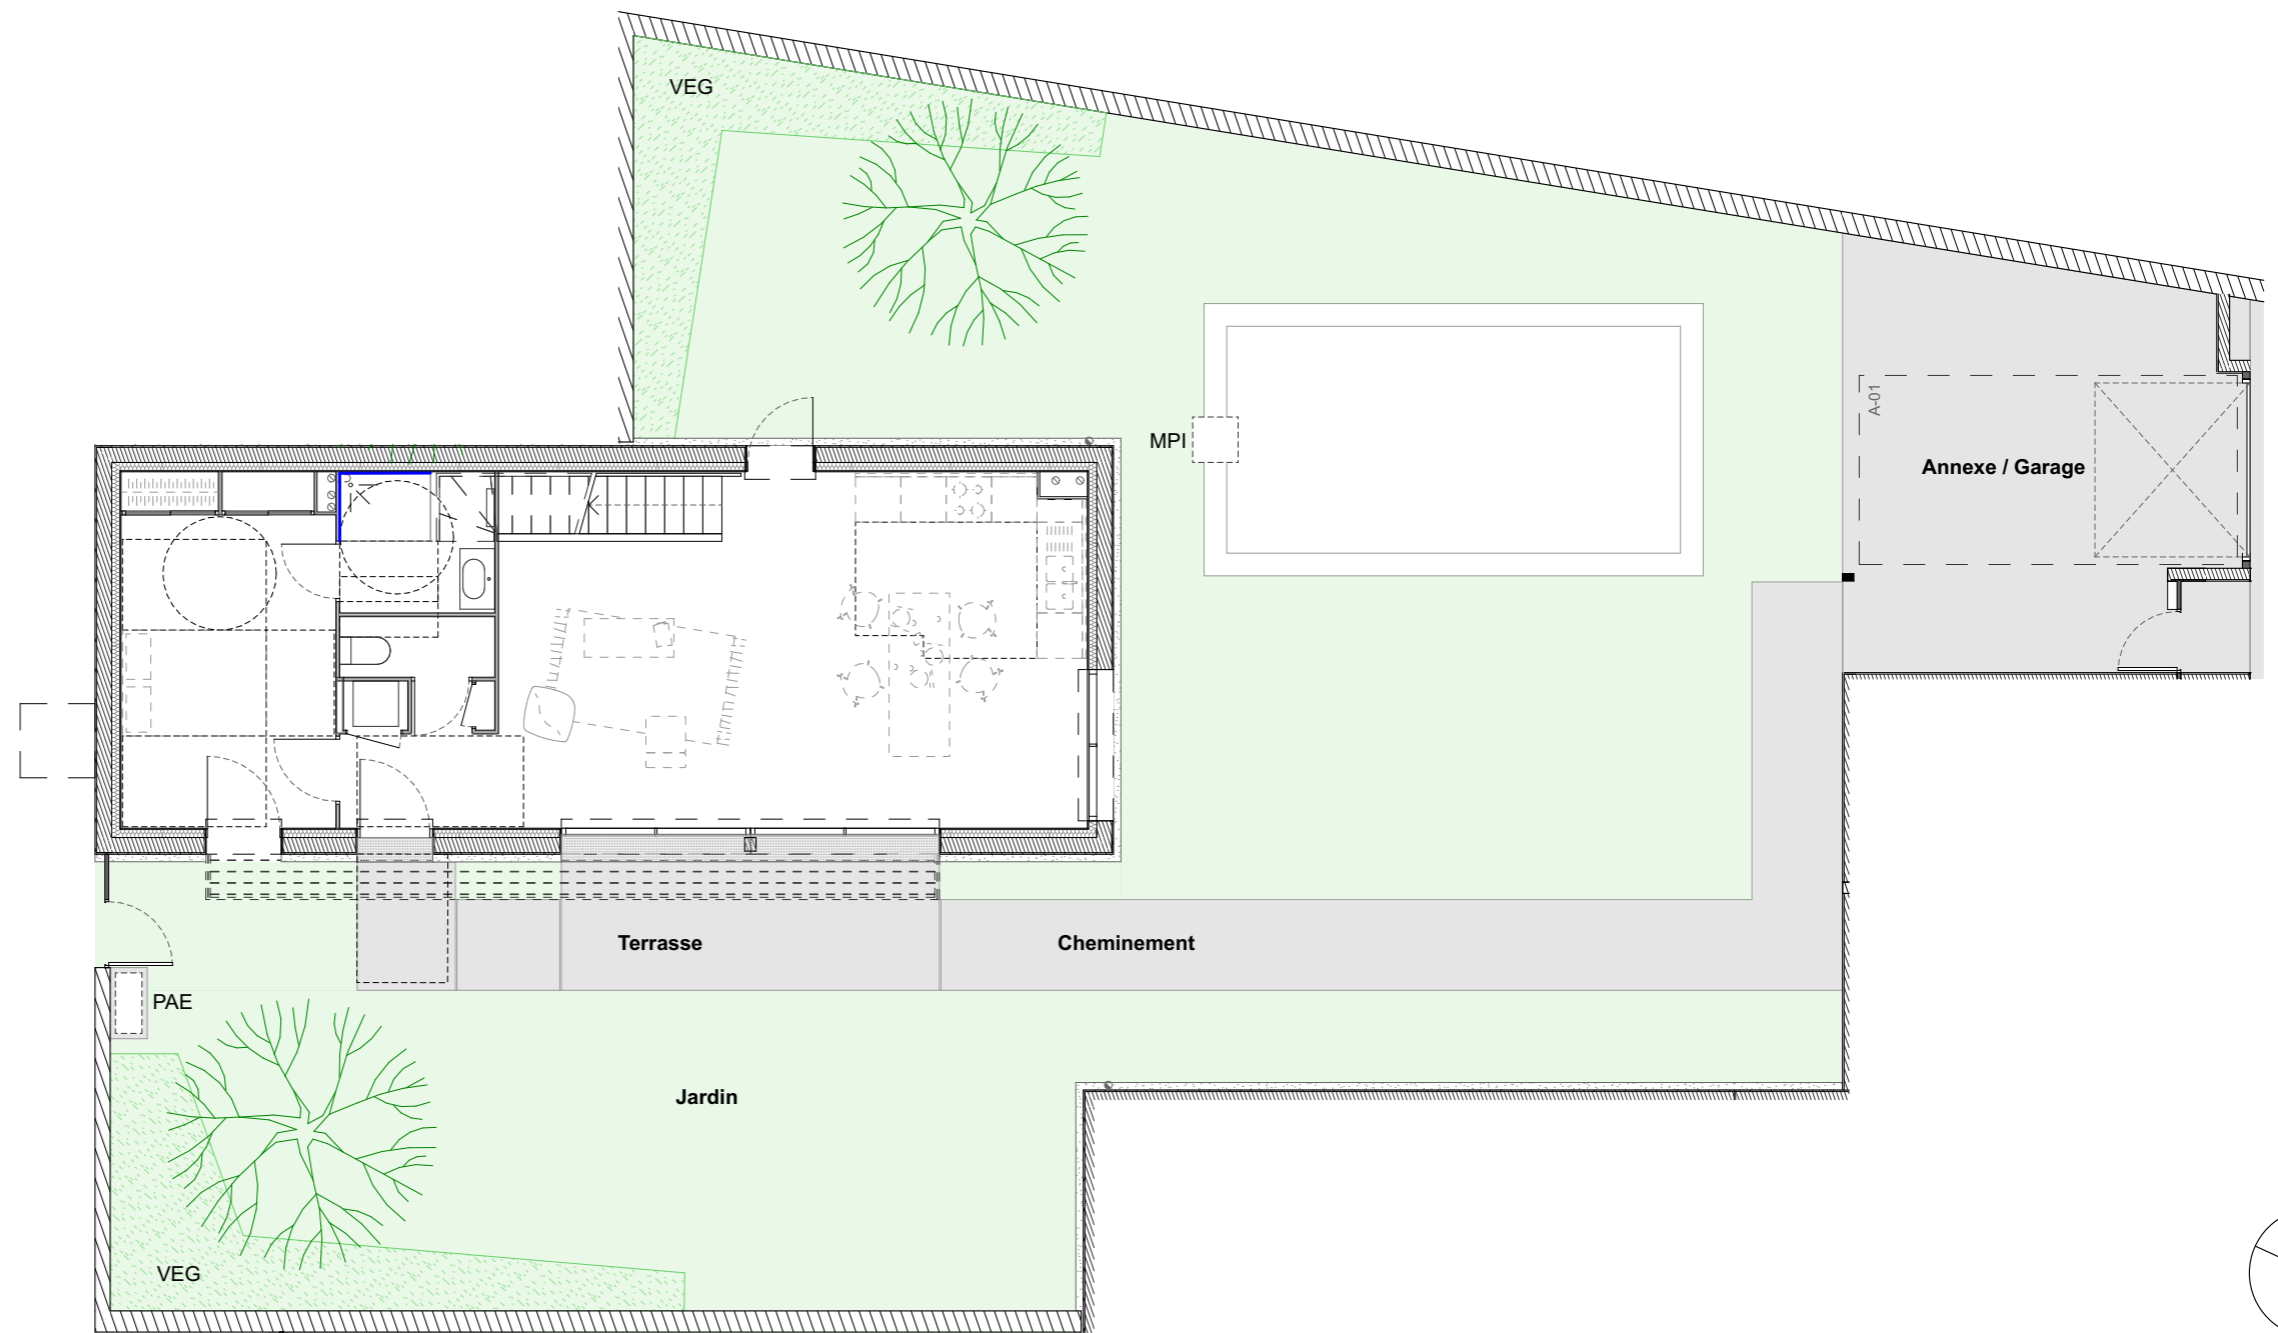 VEG
A-01
MPI
Annexe / Garage
Terrasse
Cheminement
PAE
Jardin
VEG